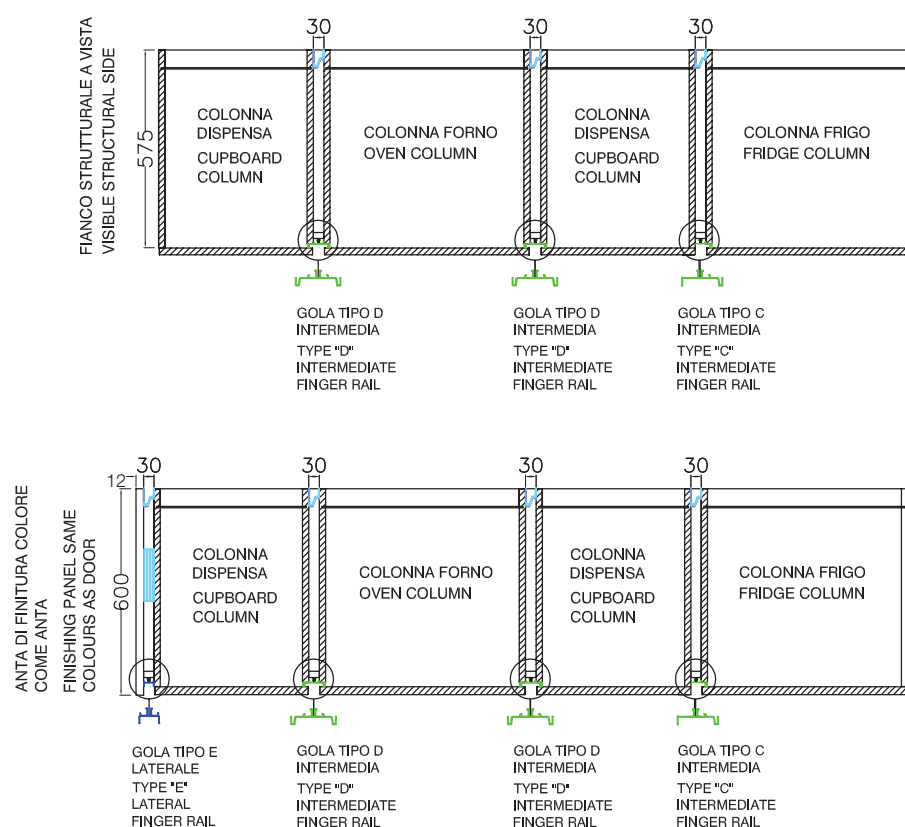 30
30
30
FIANCO STRUTTURALE A VISTA
VISIBLE STRUCTURAL SIDE
575
COLONNA
DISPENSA
CUPBOARD
COLUMN
COLONNA FORNO
OVEN COLUMN
COLONNA
DISPENSA
CUPBOARD
COLUMN
COLONNA FRIGO
FRIDGE COLUMN
GOLA TIPO D
INTERMEDIA
TYPE "D"
INTERMEDIATE
FINGER RAIL
GOLA TIPO D
INTERMEDIA
TYPE "D"
INTERMEDIATE
FINGER RAIL
GOLA TIPO C
INTERMEDIA
TYPE "C"
INTERMEDIATE
FINGER RAIL
12
30
30
30
30
ANTA DI FINITURA COLORE
COME ANTA
FINISHING PANEL SAME
COLOURS AS DOOR
600
COLONNA
DISPENSA
CUPBOARD
COLUMN
COLONNA FORNO
OVEN COLUMN
COLONNA
DISPENSA
CUPBOARD
COLUMN
COLONNA FRIGO
FRIDGE COLUMN
GOLA TIPO E
LATERALE
TYPE "E"
LATERAL
FINGER RAIL
GOLA TIPO D
INTERMEDIA
TYPE "D"
INTERMEDIATE
FINGER RAIL
GOLA TIPO D
INTERMEDIA
TYPE "D"
INTERMEDIATE
FINGER RAIL
GOLA TIPO C
INTERMEDIA
TYPE "C"
INTERMEDIATE
FINGER RAIL